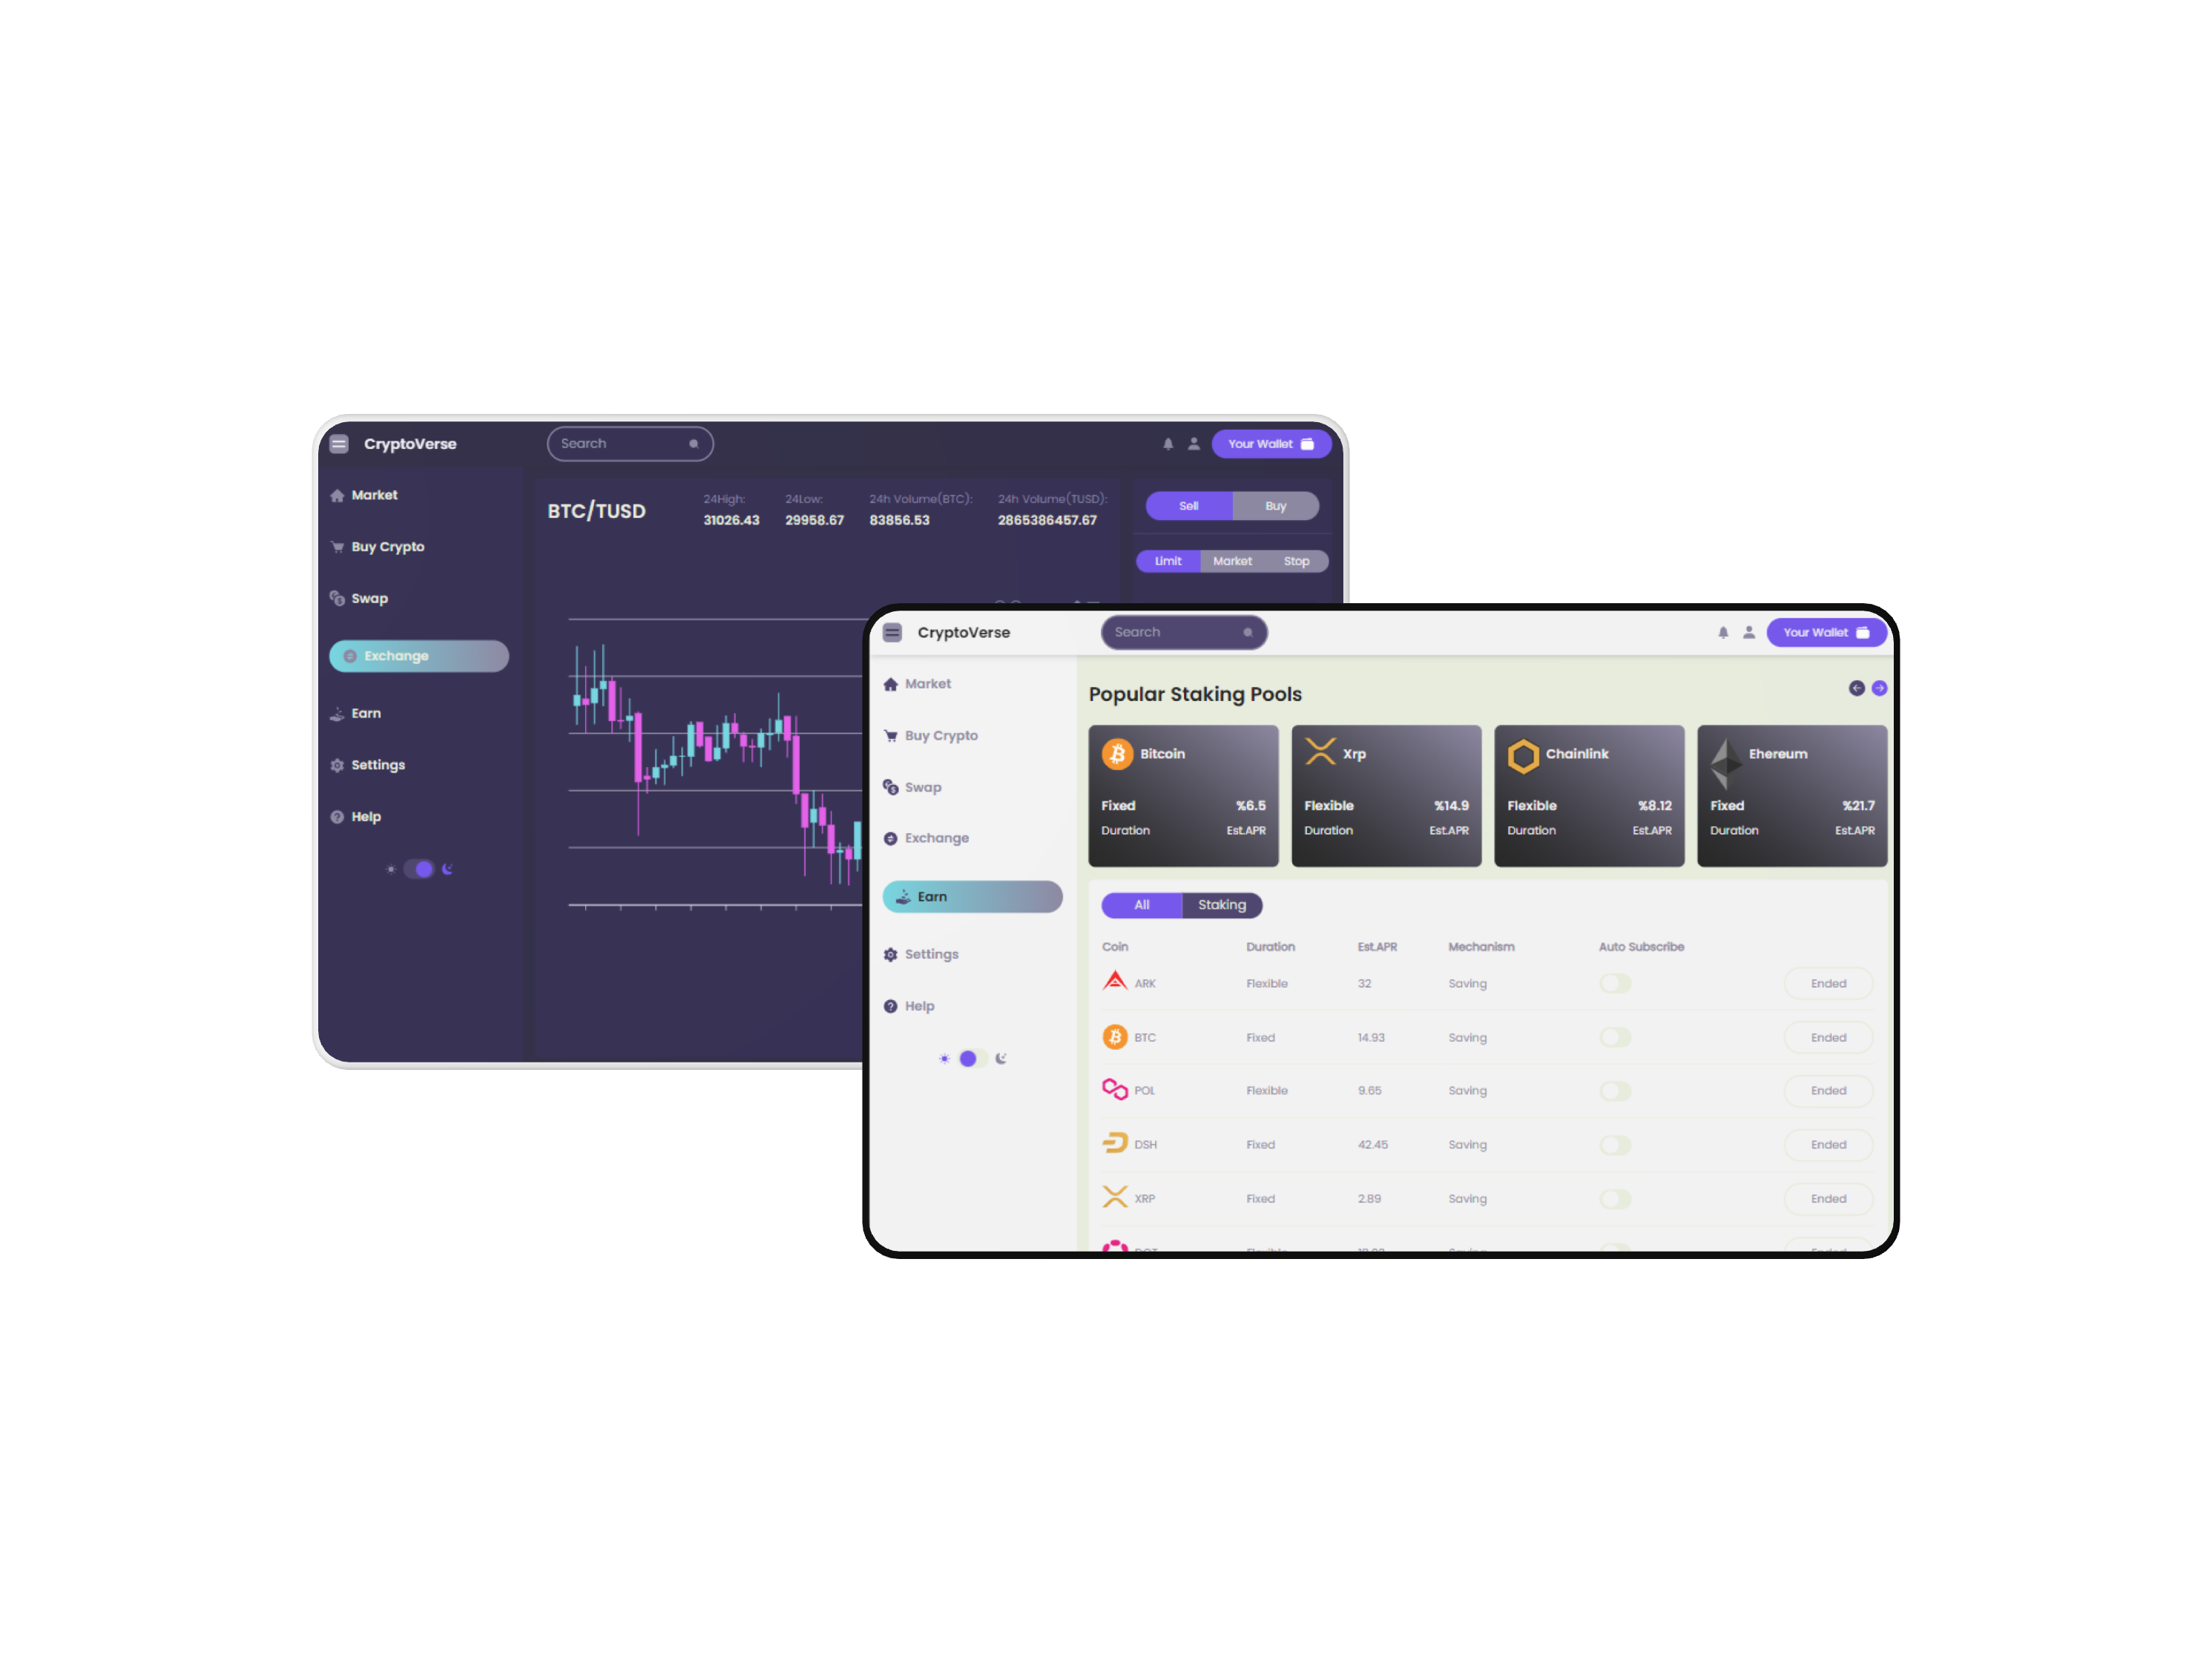 CryptoVerse
Search
Your Wallet
Market
Buy Crypto
Swap
Exchange
Earn
Settings
Help
BTC/TUSD
24High: 24Low: 24h Volume(BTC): 24h Volume(TUSD):
31026.43 29958.67 83856.53 2865386457.67
Sell Buy
Limit Market Stop
CryptoVerse
Search
Your Wallet
Market
Buy Crypto
Swap
Exchange
Earn
Settings
Help
Popular Staking Pools
Bitcoin
Fixed %6.5
Duration Est.APR
Xrp
Flexible %14.9
Duration Est.APR
Chainlink
Flexible %8.12
Duration Est.APR
Ehereum
Fixed %21.7
Duration Est.APR
All Staking
Coin Duration Est.APR Mechanism Auto Subscribe
ARK Flexible 32 Saving Ended
BTC Fixed 14.93 Saving Ended
POL Flexible 9.65 Saving Ended
DSH Fixed 42.45 Saving Ended
XRP Fixed 2.89 Saving Ended